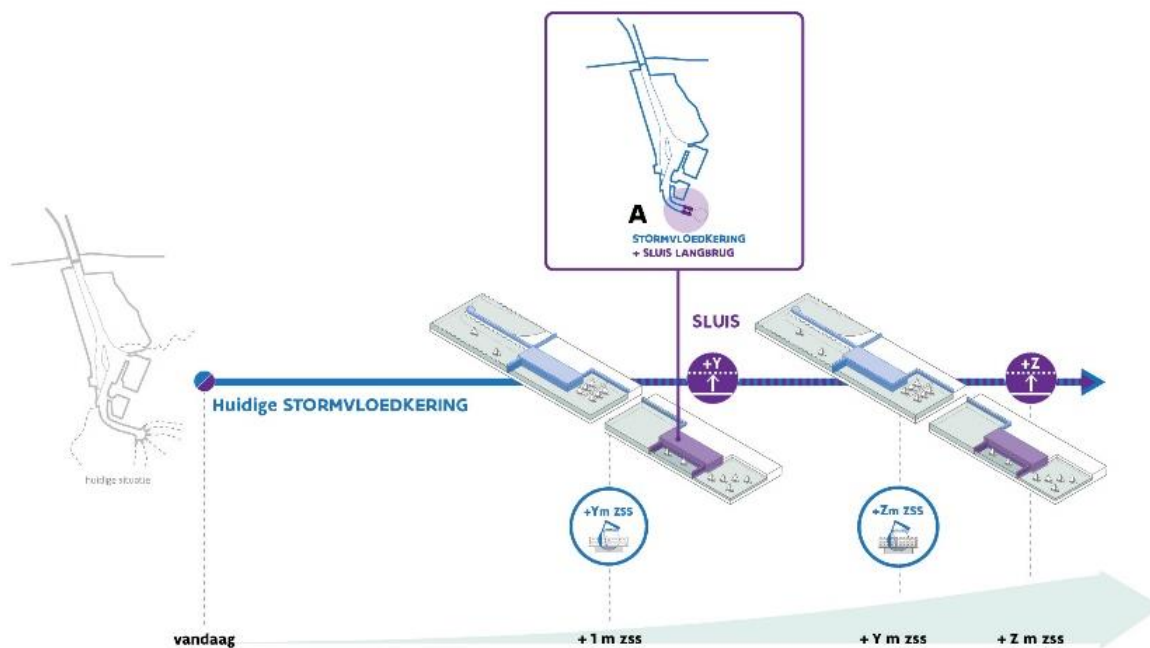 A
STORMVLOEDKERING
+ SLUIS LANGBRUG
SLUIS
+Y
+Z
Huidige STORMVLOEDKERING
huidige situatie
+Ym zss
+Zm zss
vandaag
+ 1 m zss
+ Y m zss
+ Z m zss